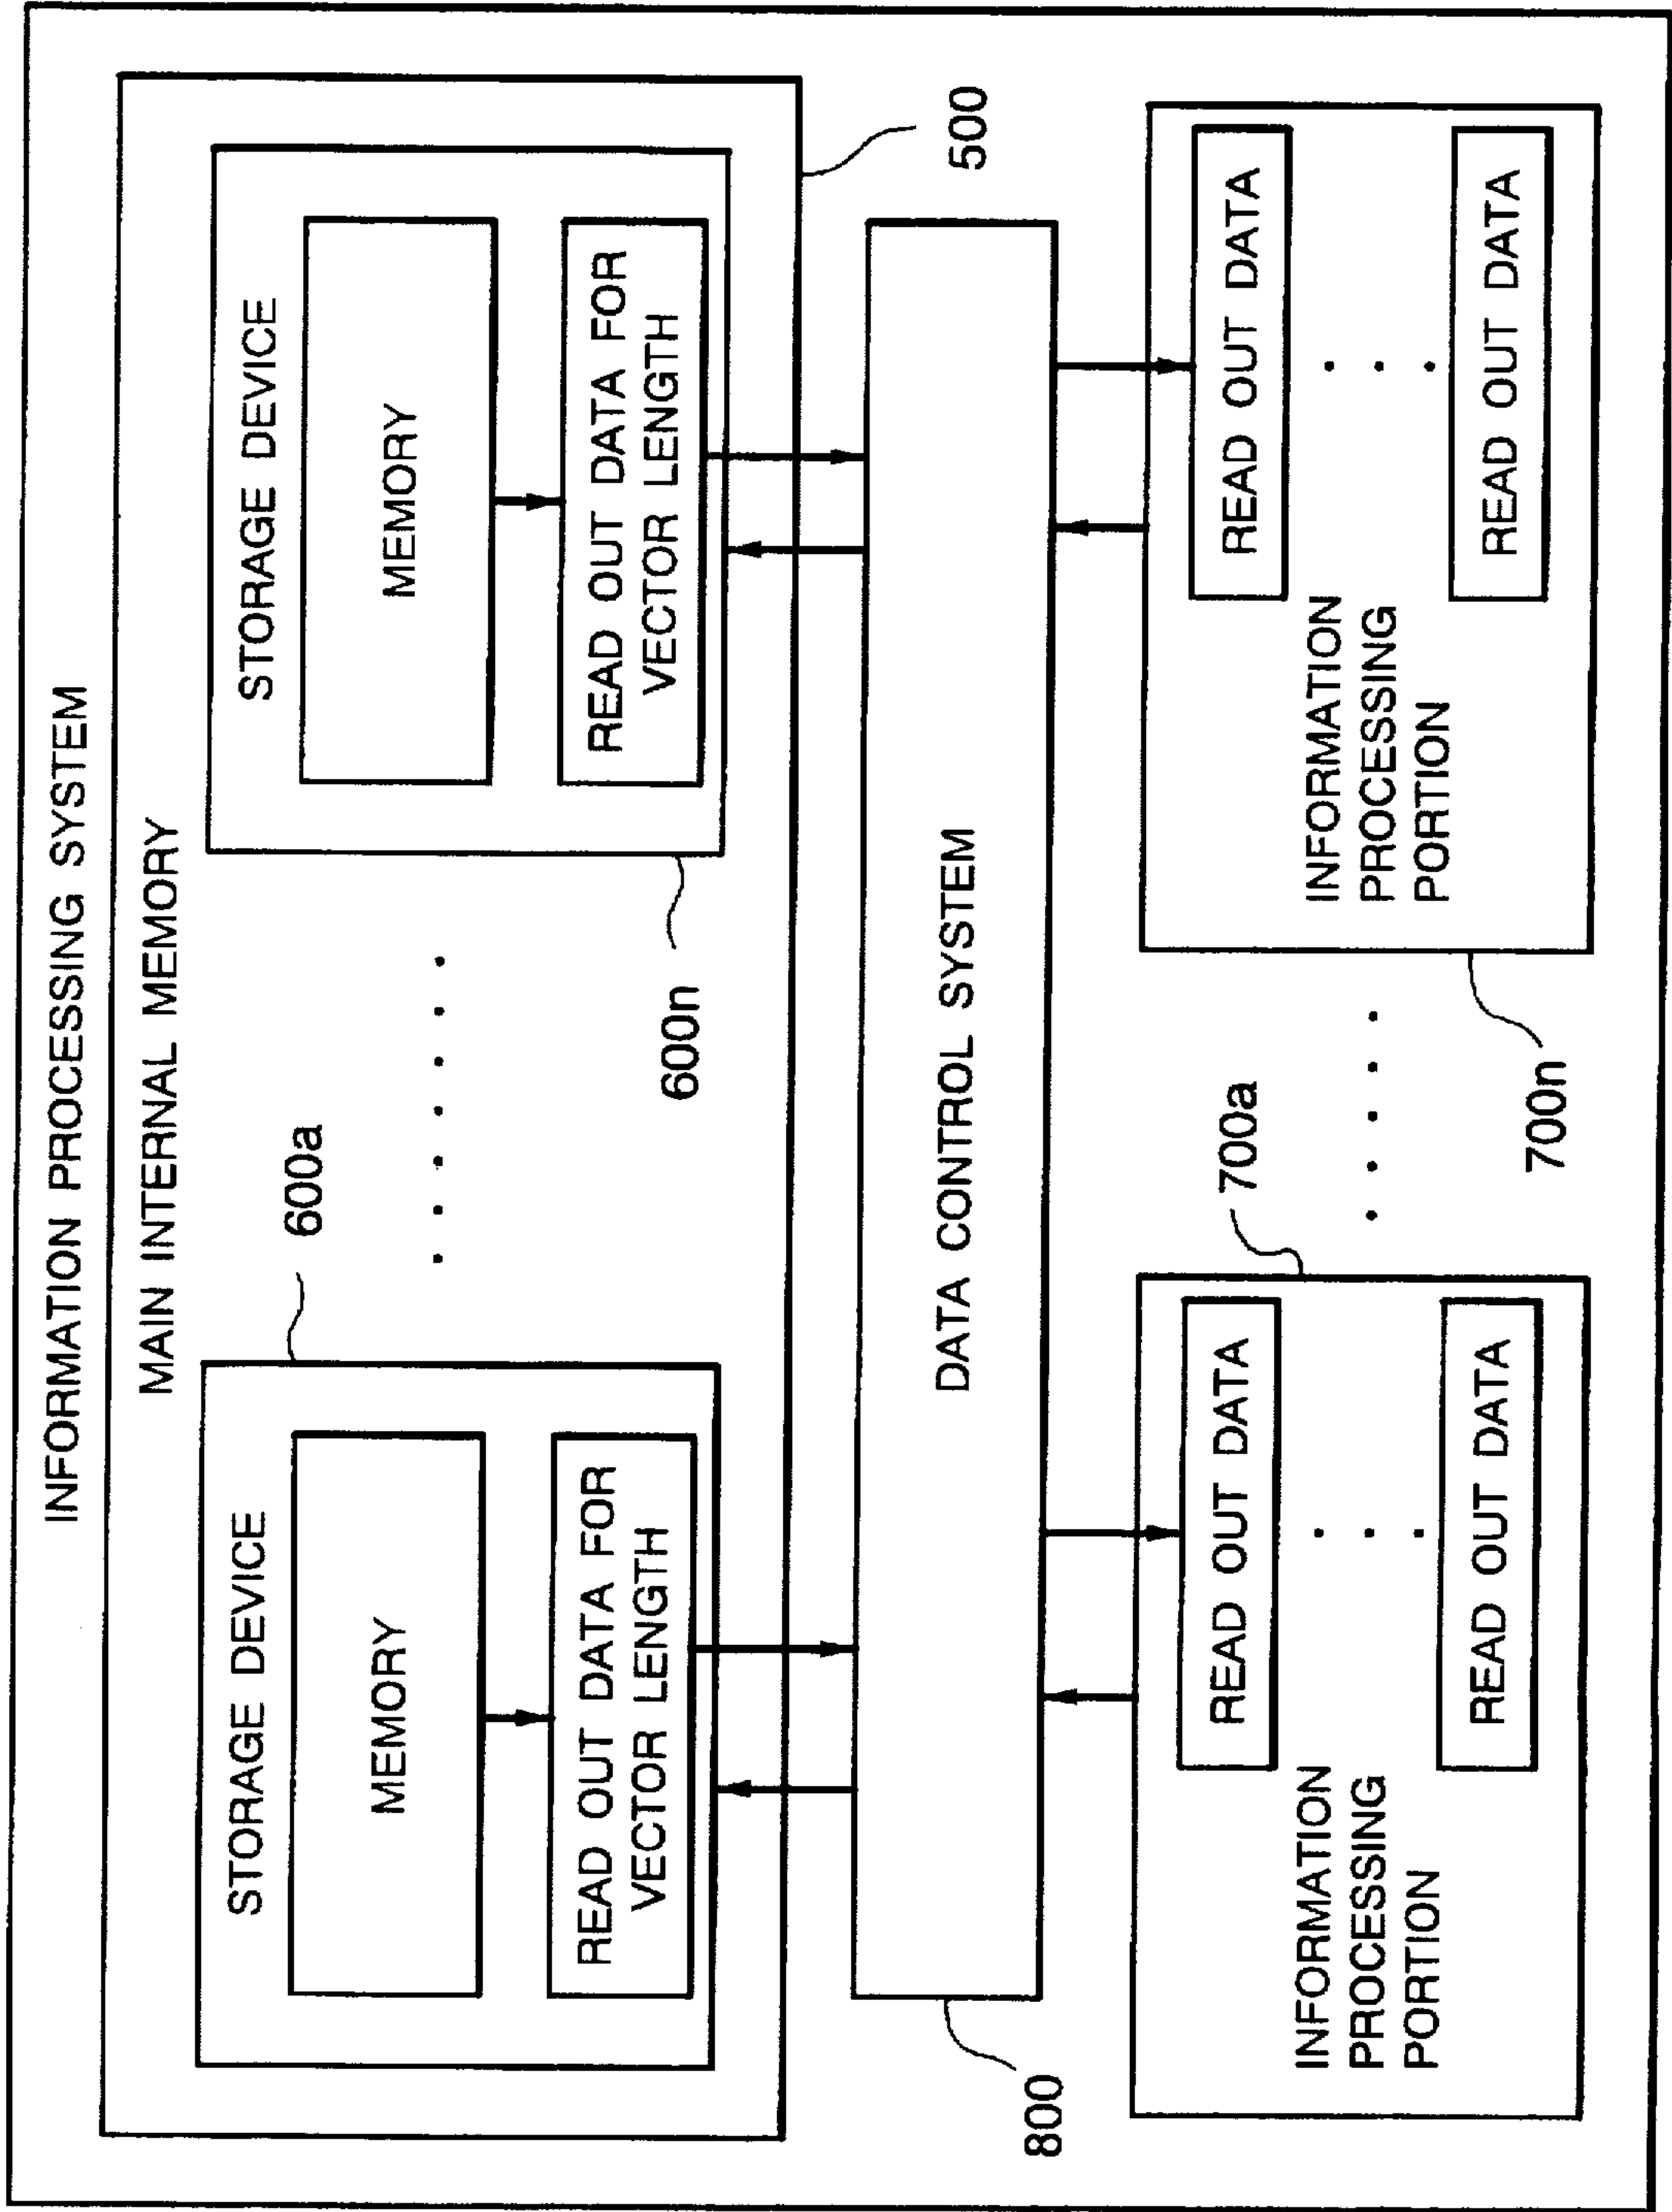 INFORMATION PROCESSING SYSTEM
MAIN INTERNAL MEMORY
600a
STORAGE DEVICE
MEMORY
READ OUT DATA FOR
VECTOR LENGTH
600n
STORAGE DEVICE
MEMORY
READ OUT DATA FOR
VECTOR LENGTH
500
800
DATA CONTROL SYSTEM
700a
READ OUT DATA
INFORMATION
PROCESSING
PORTION
READ OUT DATA
700n
READ OUT DATA
INFORMATION
PROCESSING
PORTION
READ OUT DATA